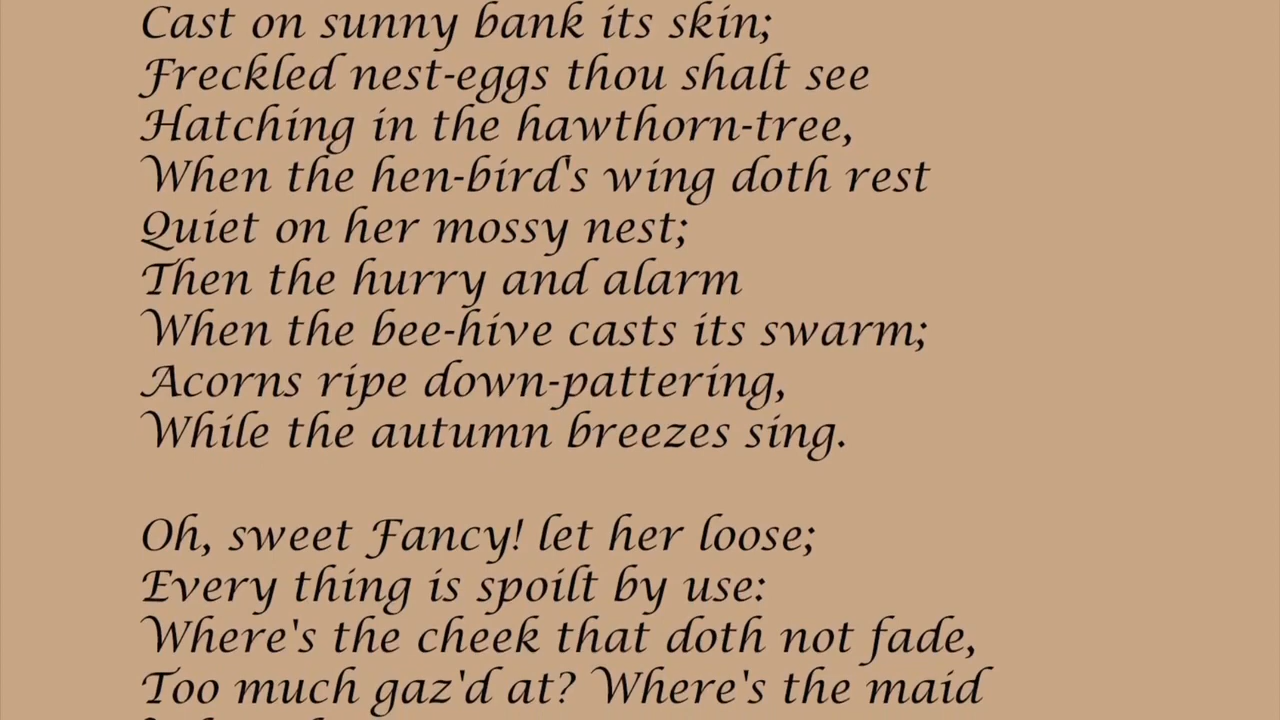 Cast on sunny bank its skin;
Freckled nest-eggs thou shalt see
Hatching in the hawthorn-tree,
When the hen-bird's wing doth rest
Quiet on her mossy nest;
Then the hurry and alarm
When the bee-hive casts its swarm;
Acorns ripe down-pattering,
While the autumn breezes sing.

Oh, sweet Fancy! let her loose;
Every thing is spoilt by use:
Where's the cheek that doth not fade,
Too much gaz'd at? Where's the maid